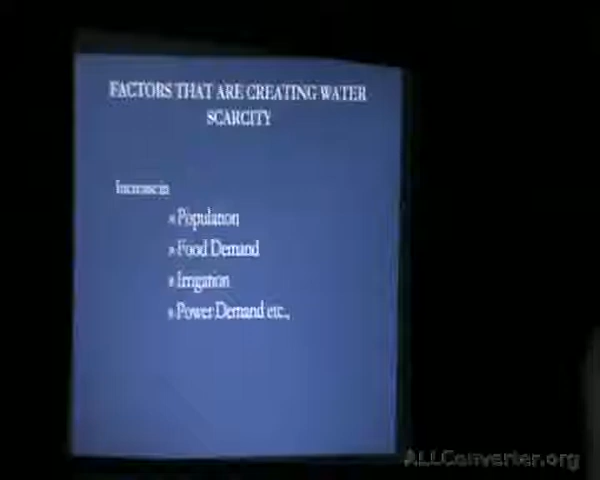 FACTORS THAT ARE CREATING WATER
SCARCITY
Increase in
» Population
» Food Demand
» Irrigation
» Power Demand etc.,
ALLConverter.org